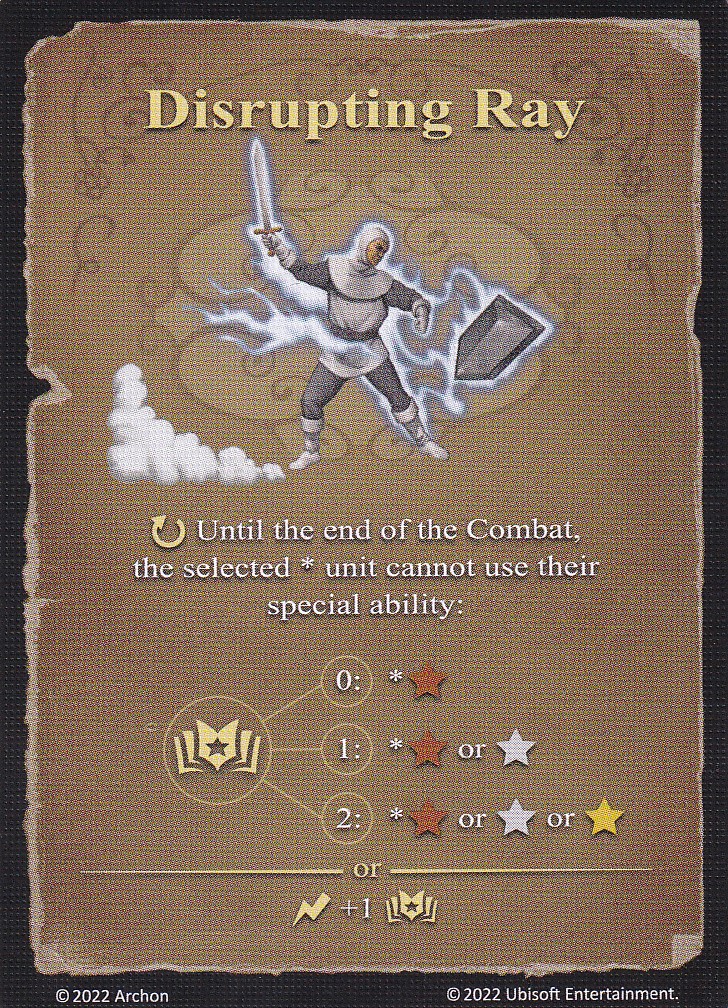 Disrupting Ray
Until the end of the Combat,
the selected * unit cannot use their
special ability:
0: *
1: * or
2: * or or
or
+1
© 2022 Archon
© 2022 Ubisoft Entertainment.